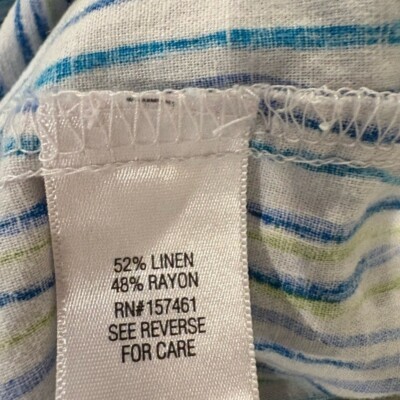 52% LINEN
48% RAYON
RN#157461
SEE REVERSE
FOR CARE